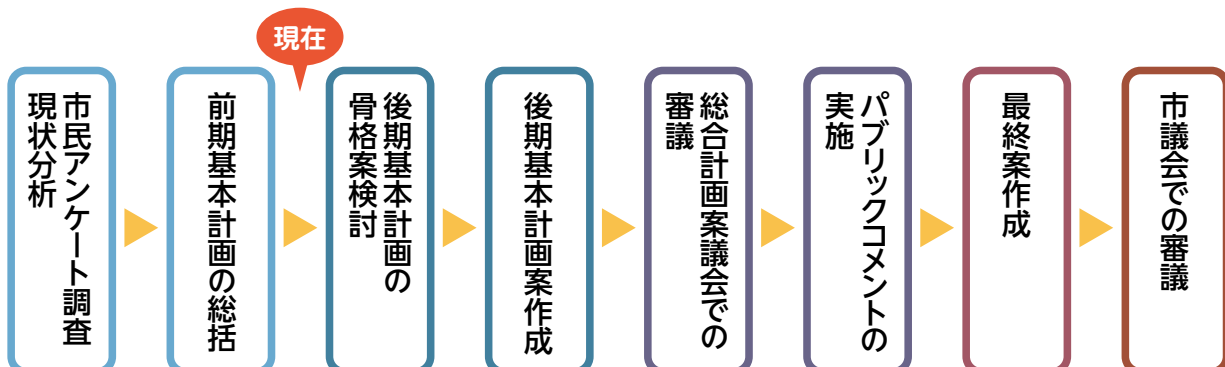 現在
市民アンケート調査
現状分析
前期基本計画の総括
後期基本計画の
骨格案検討
後期基本計画案作成
総合計画案議会での
審議
パブリックコメントの
実施
最終案作成
市議会での審議